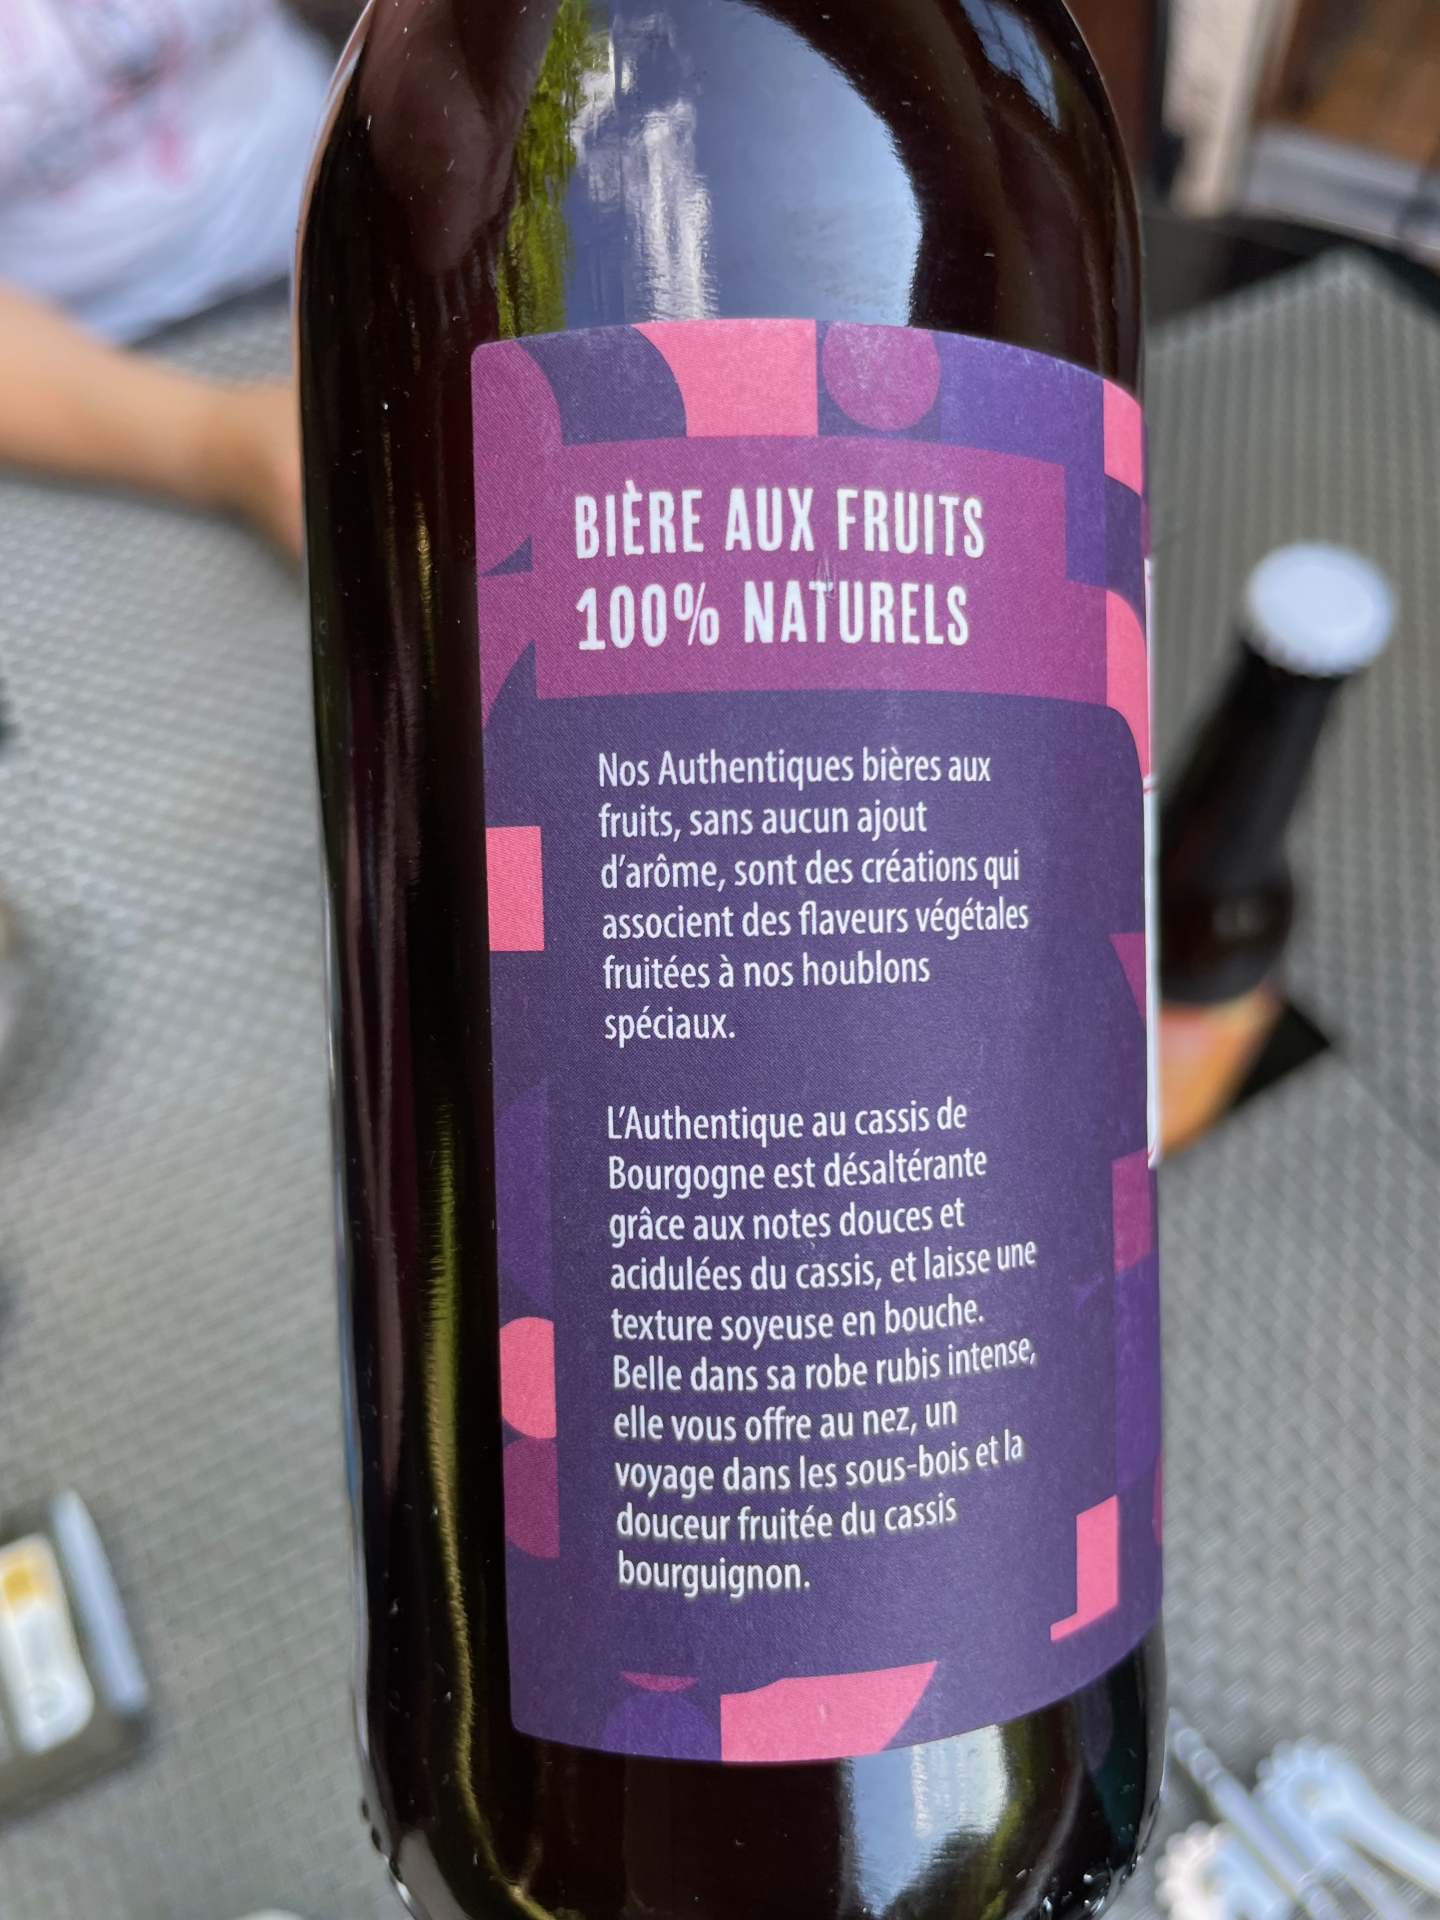 BIÈRE AUX FRUITS
100% NATURELS
Nos Authentiques bières aux
fruits, sans aucun ajout
d'arôme, sont des créations qui
associent des flaveurs végétales
fruitées à nos houblons
spéciaux.
L'Authentique au cassis de
Bourgogne est désaltérante
grâce aux notes douces et
acidulées du cassis, et laisse une
texture soyeuse en bouche.
Belle dans sa robe rubis intense,
elle vous offre au nez, un
voyage dans les sous-bois et la
douceur fruitée du cassis
bourguignon.